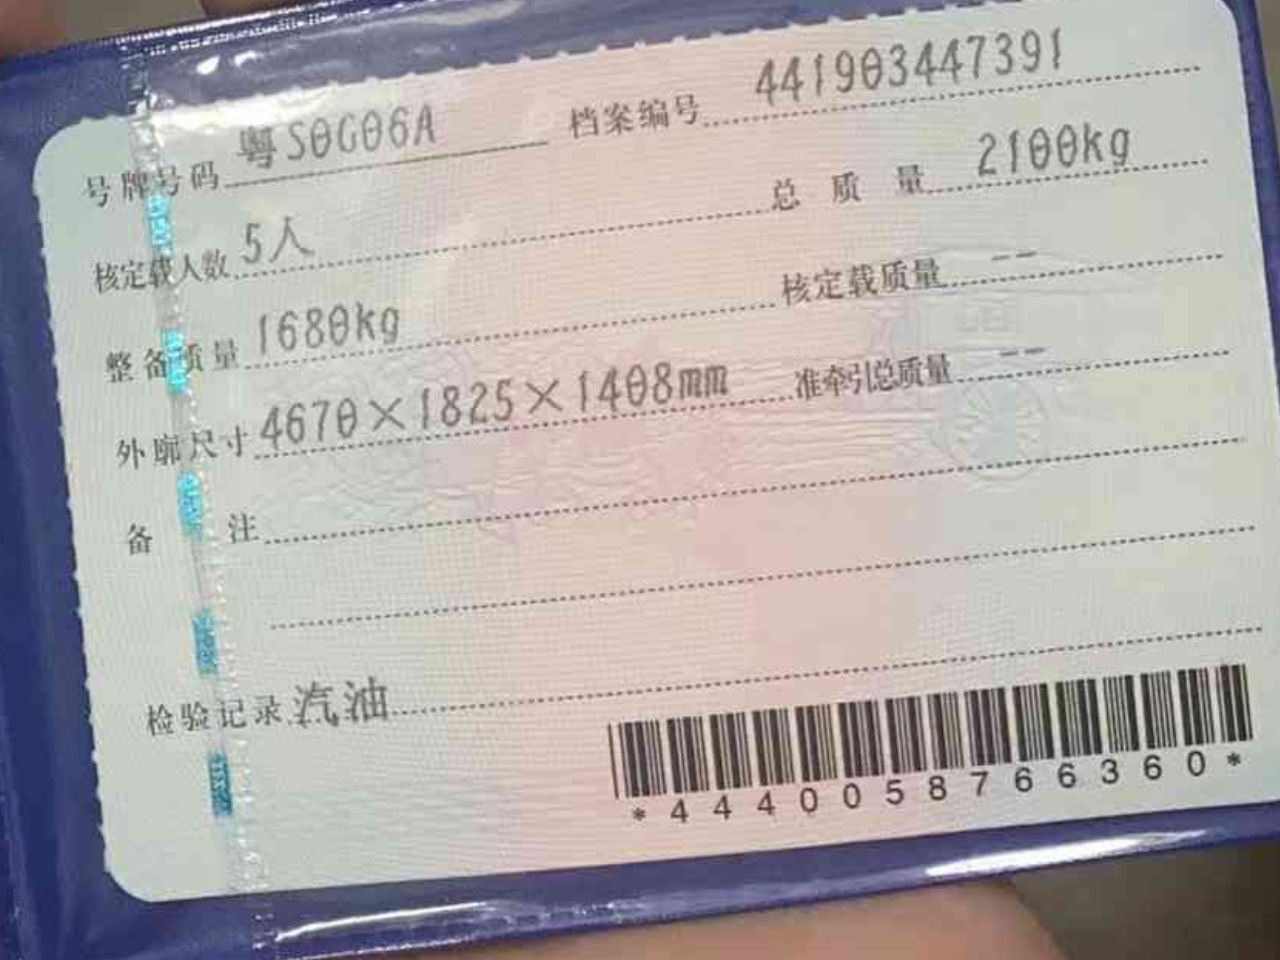 号牌号码 粤S0G06A 档案编号 441903447391
核定载人数 5人 总质量 2100kg
整备质量 1680kg 核定载质量 --
外廓尺寸 4670×1825×1408mm 准牵引总质量 --
备注
检验记录 汽油
*4440058766360*